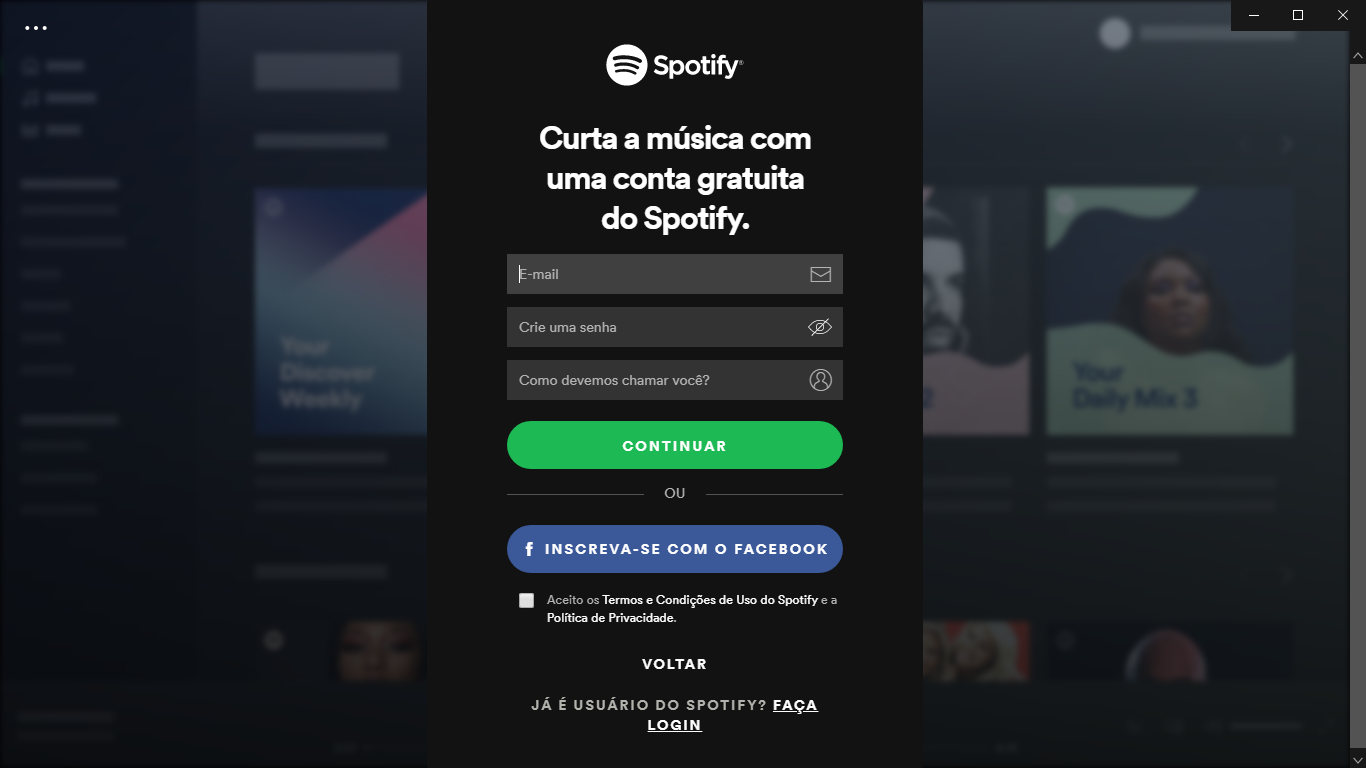 Spotify®
Curta a música com
uma conta gratuita
do Spotify.
E-mail
Crie uma senha
Como devemos chamar você?
CONTINUAR
OU
f INSCREVA-SE COM O FACEBOOK
Aceito os Termos e Condições de Uso do Spotify e a
Política de Privacidade.
VOLTAR
JÁ É USUÁRIO DO SPOTIFY? FAÇA
LOGIN
Your
Discover
Weekly
2
Your
Daily Mix 3